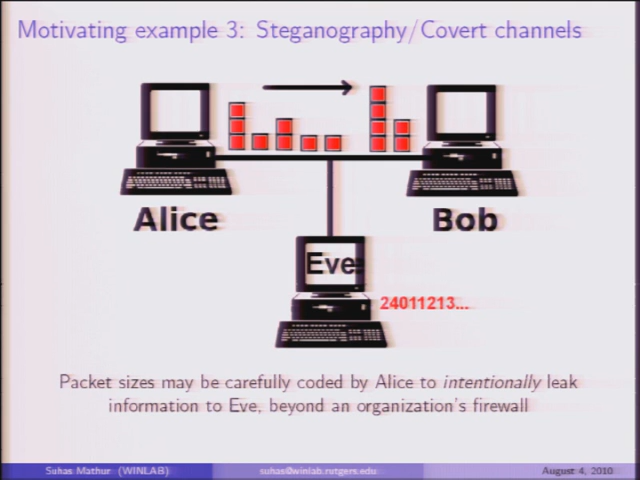 Motivating example 3: Steganography/Covert channels
Alice
Bob
Eve
24011213...
Packet sizes may be carefully coded by Alice to intentionally leak
information to Eve, beyond an organization's firewall
Suhas Mathur (WINLAB)
suhas@winlab.rutgers.edu
August 4, 2010